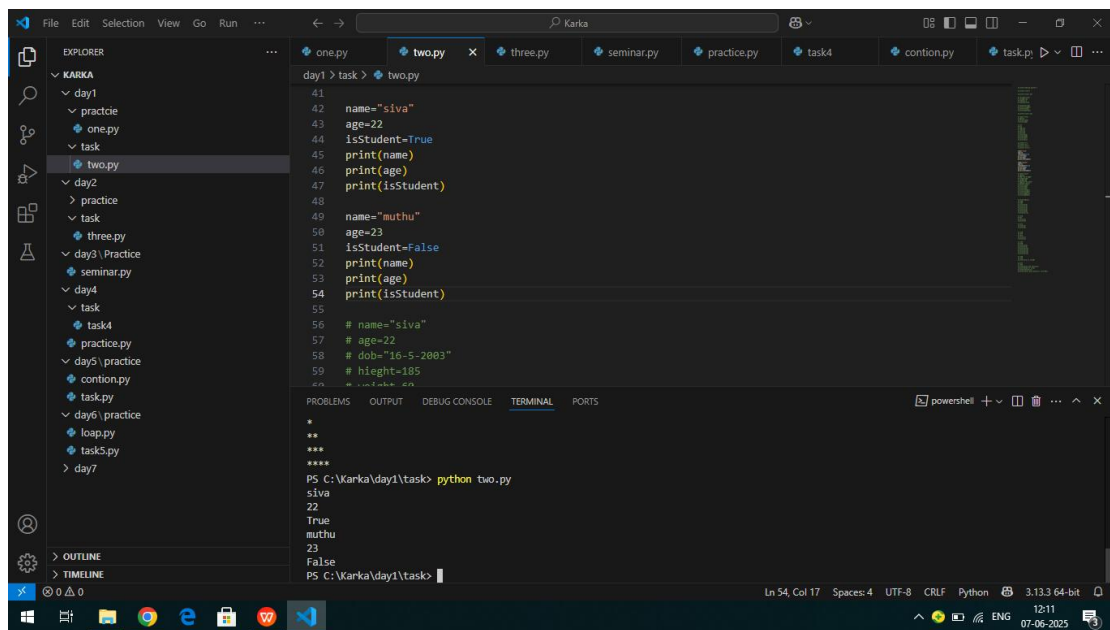 File Edit Selection View Go Run ··· Karka
EXPLORER ···
KARKA
day1
practcie
one.py
task
two.py
day2
practice
task
three.py
day3\Practice
seminar.py
day4
task
task4
practice.py
day5\practice
contion.py
task.py
day6\practice
loap.py
task5.py
day7
OUTLINE
TIMELINE
one.py two.py three.py seminar.py practice.py task4 contion.py task.py ···
day1 > task > two.py
41
42 name="siva"
43 age=22
44 isStudent=True
45 print(name)
46 print(age)
47 print(isStudent)
48
49 name="muthu"
50 age=23
51 isStudent=False
52 print(name)
53 print(age)
54 print(isStudent)
55
56 # name="siva"
57 # age=22
58 # dob="16-5-2003"
59 # hieght=185
PROBLEMS OUTPUT DEBUG CONSOLE TERMINAL PORTS powershell ···
*
**
***
****
PS C:\Karka\day1\task> python two.py
siva
22
True
muthu
23
False
PS C:\Karka\day1\task>
0 0 Ln 54, Col 17 Spaces: 4 UTF-8 CRLF Python 3.13.3 64-bit
ENG 12:11
07-06-2025 3